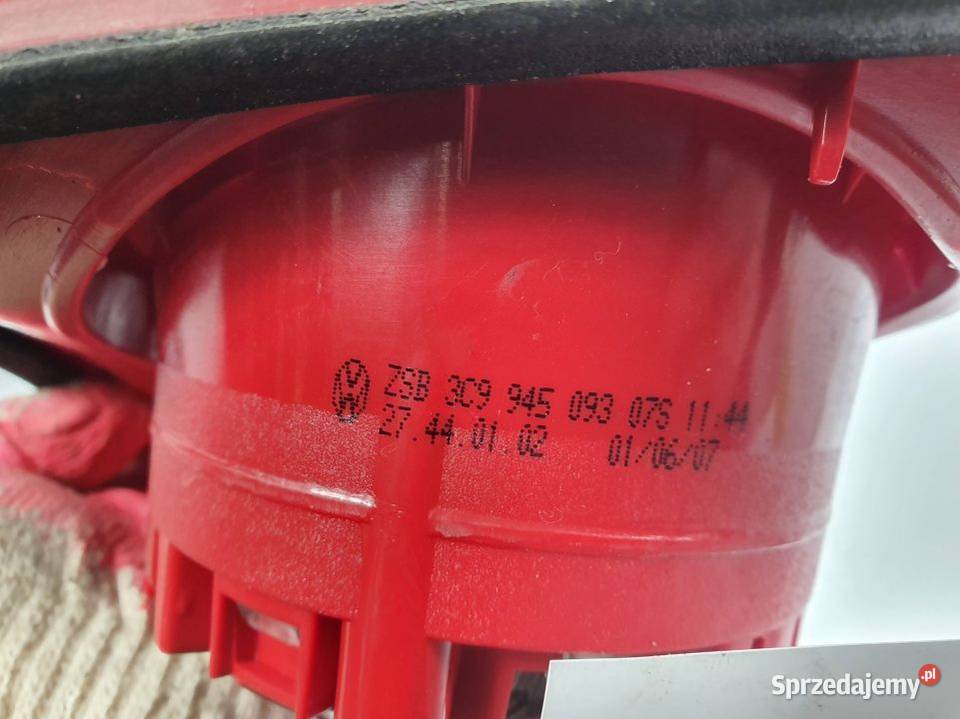 ZSB 3C9 945 093 07S 11:44
27.44.01.02 01/06/07
Sprzedajemy.pl